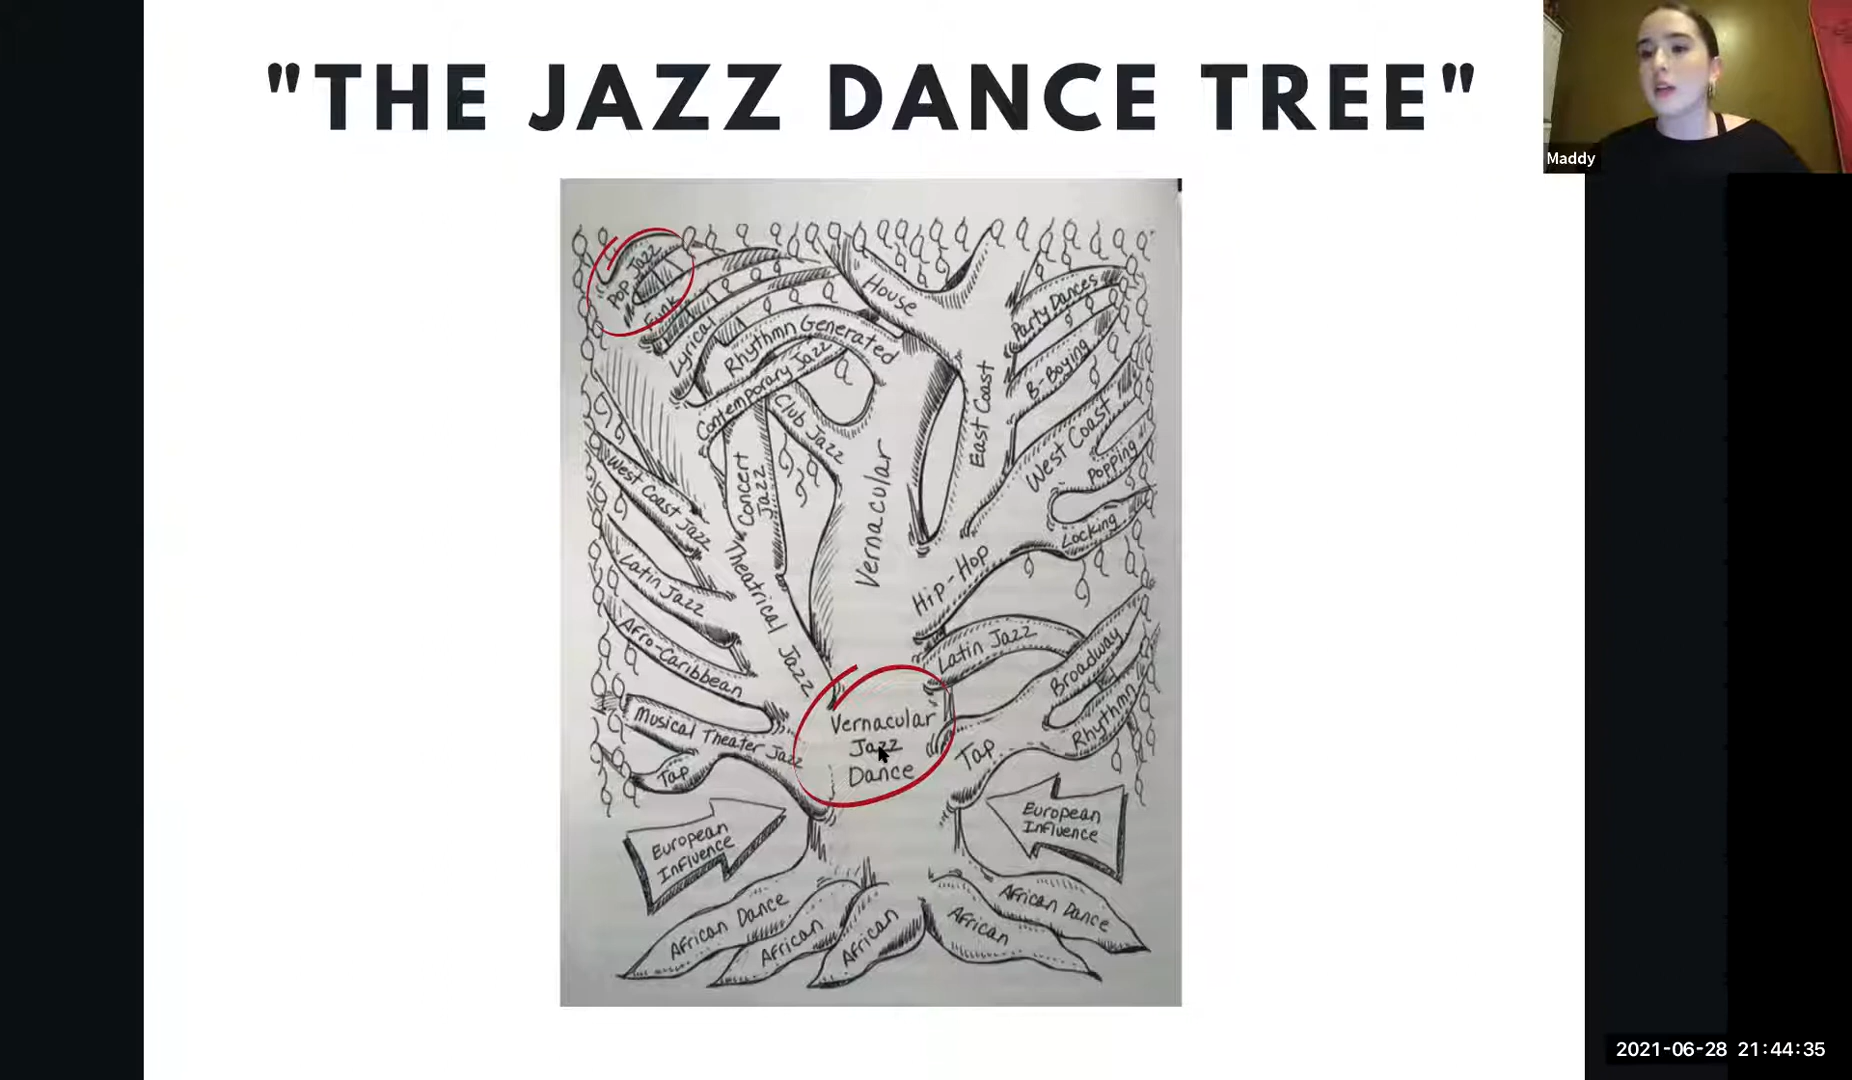 "THE JAZZ DANCE TREE"
Maddy
Pop Jazz
Funk
Lyrical
Rhythmn Generated
Contemporary Jazz
Club Jazz
House
Party Dances
B-Boying
East Coast
West Coast
Popping
Locking
Concert
Jazz
Vernacular
West Coast Jazz
Theatrical Jazz
Hip-Hop
Latin Jazz
Latin Jazz
Afro-Caribbean
Broadway
Rhythmn
Musical Theater Jazz
Tap
Vernacular
Jazz
Dance
Tap
European
Influence
European
Influence
African Dance
African
African
African
African Dance
2021-06-28 21:44:35